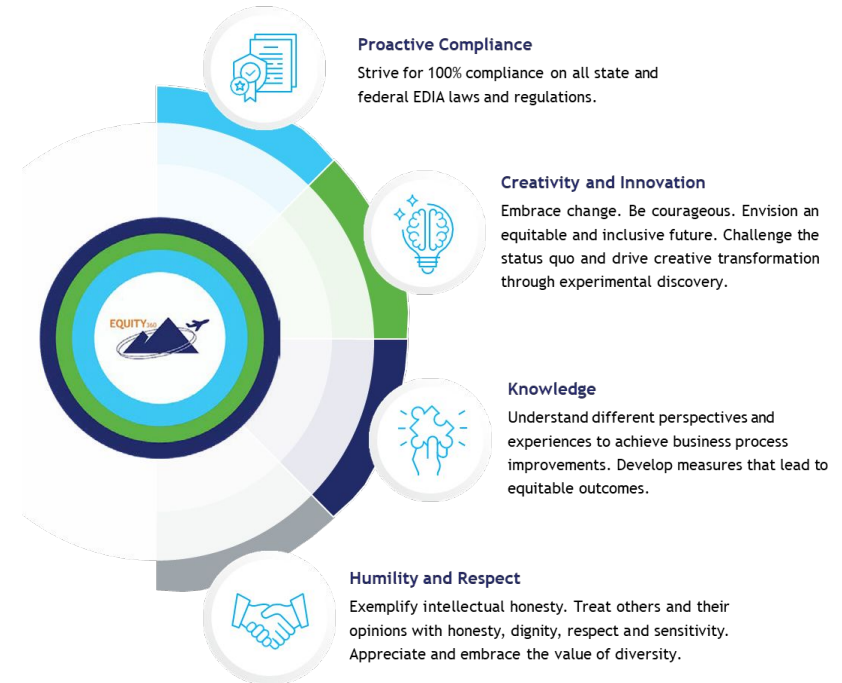 Proactive Compliance
Strive for 100% compliance on all state and
federal EDIA laws and regulations.
Creativity and Innovation
Embrace change. Be courageous. Envision an
equitable and inclusive future. Challenge the
status quo and drive creative transformation
through experimental discovery.
EQUITY360
Knowledge
Understand different perspectives and
experiences to achieve business process
improvements. Develop measures that lead to
equitable outcomes.
Humility and Respect
Exemplify intellectual honesty. Treat others and their
opinions with honesty, dignity, respect and sensitivity.
Appreciate and embrace the value of diversity.